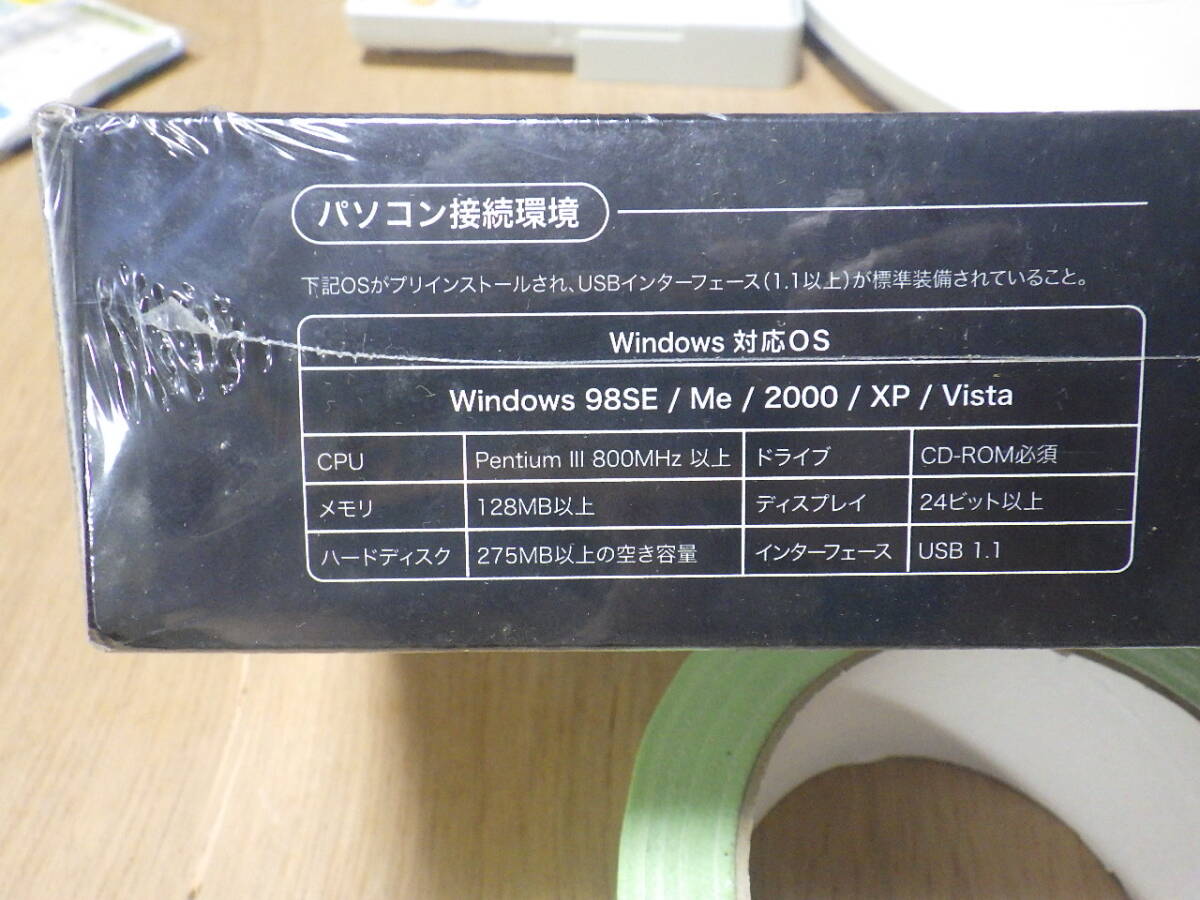 パソコン接続環境
下記OSがプリインストールされ、USBインターフェース(1.1以上)が標準装備されていること。
Windows 対応OS
Windows 98SE / Me / 2000 / XP / Vista
CPU Pentium III 800MHz 以上 ドライブ CD-ROM必須
メモリ 128MB以上 ディスプレイ 24ビット以上
ハードディスク 275MB以上の空き容量 インターフェース USB 1.1